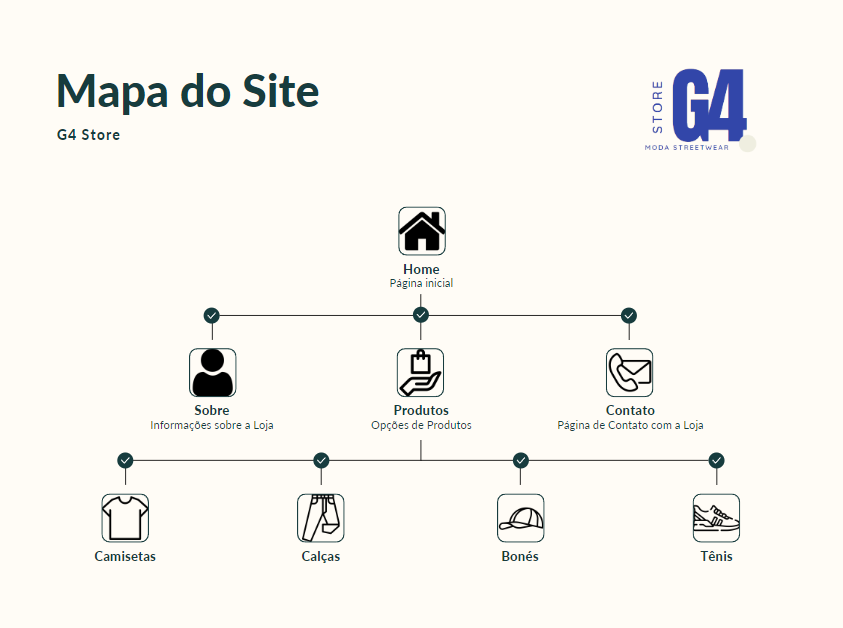 Mapa do Site
G4 Store
STORE
G4
MODA STREETWEAR
Home
Página inicial
Sobre
Informações sobre a Loja
Produtos
Opções de Produtos
Contato
Página de Contato com a Loja
Camisetas
Calças
Bonés
Tênis